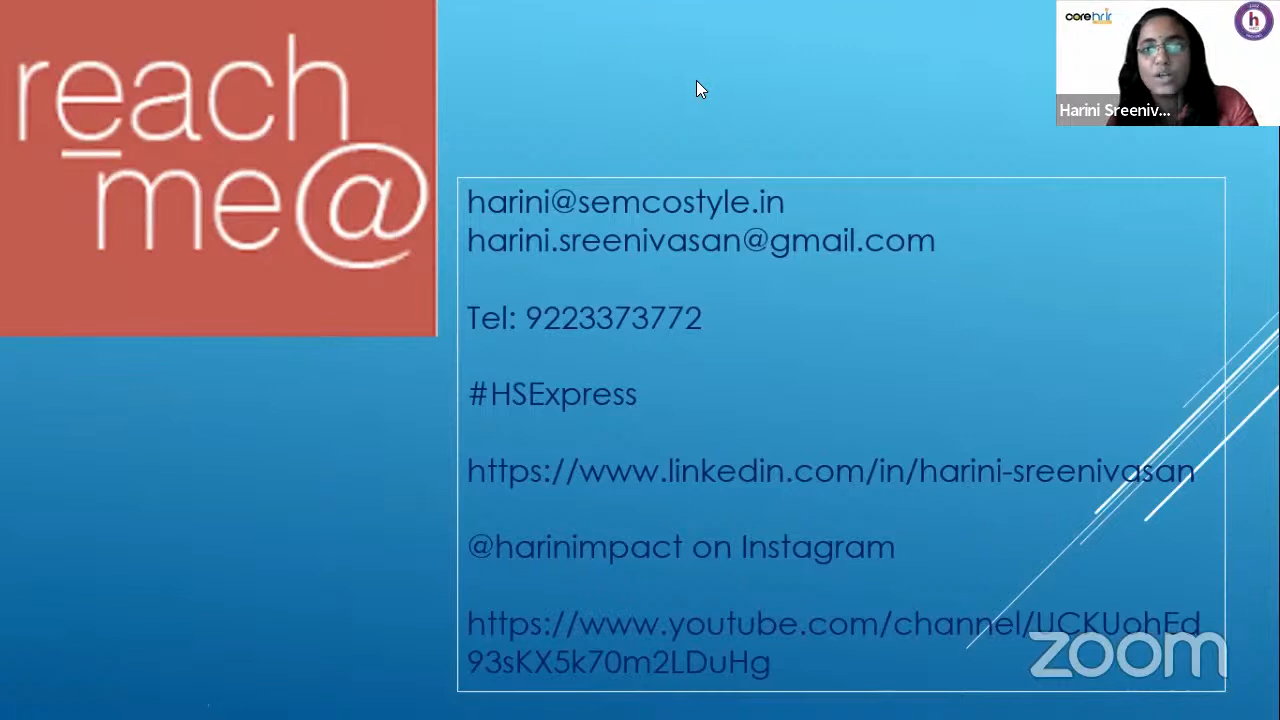 reach
me@
corehr ir
h
Harini Sreeniv...
harini@semcostyle.in
harini.sreenivasan@gmail.com
Tel: 9223373772
#HSExpress
https://www.linkedin.com/in/harini-sreenivasan
@harinimpact on Instagram
https://www.youtube.com/channel/UCKUohEd
93sKX5k70m2LDuHg
zoom